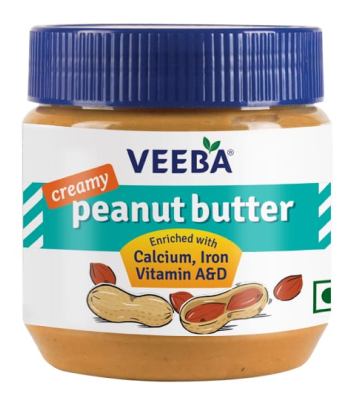 VEEBA®
creamy
peanut butter
Enriched with
Calcium, Iron
Vitamin A&D